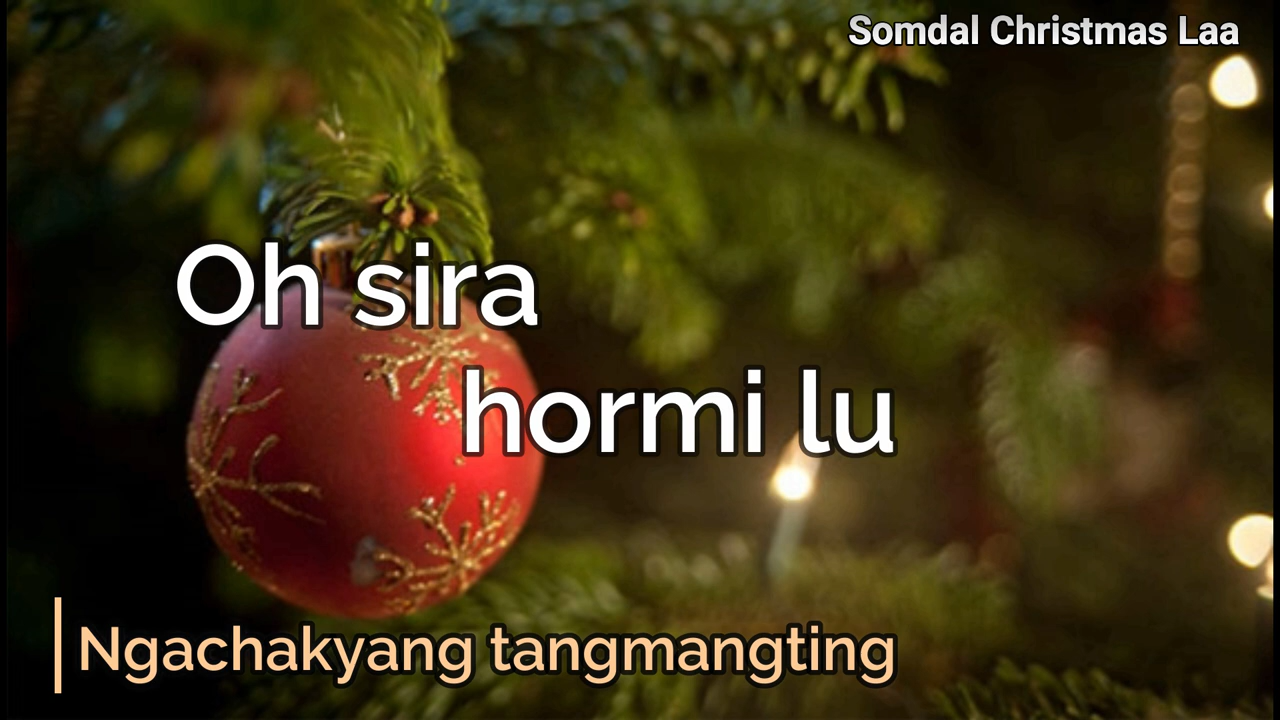 Somdal Christmas Laa
Oh sira
hormi lu
Ngachakyang tangmangting